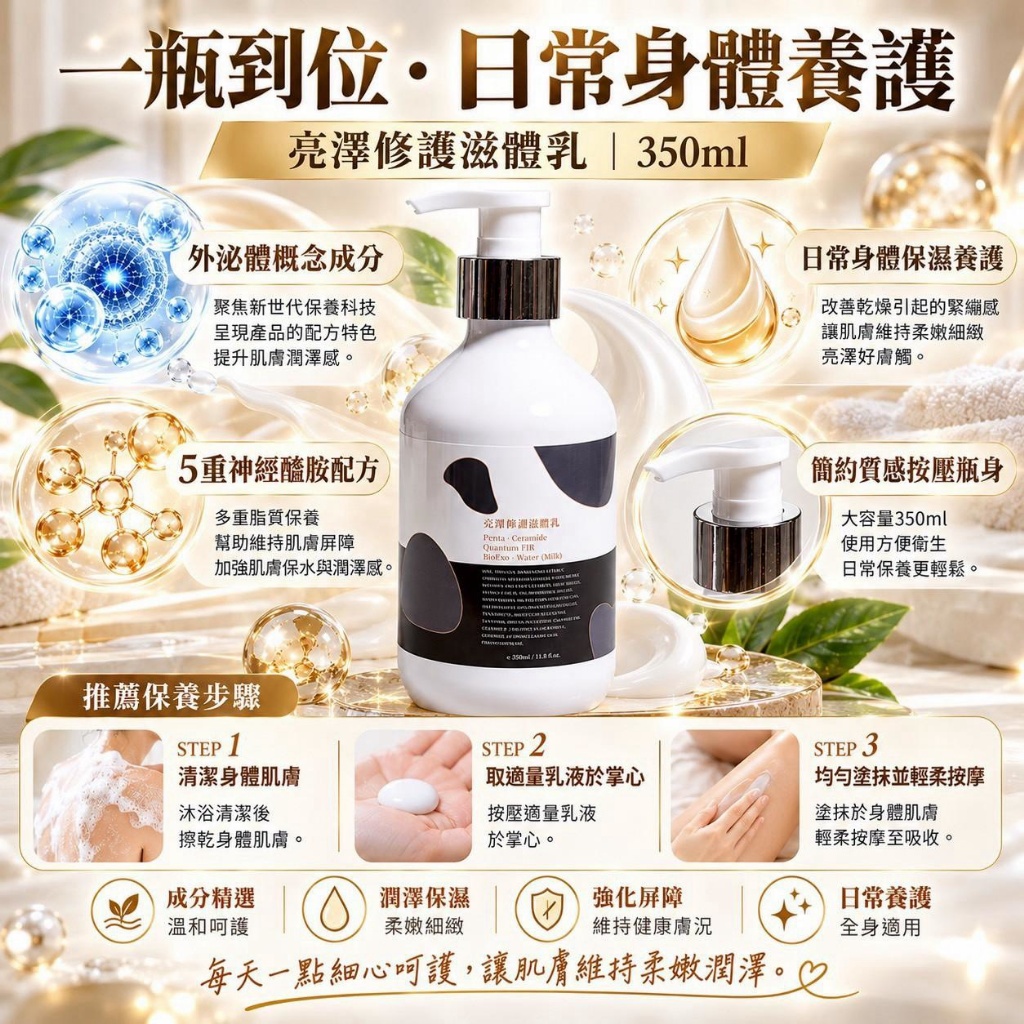 一瓶到位·日常身體養護
亮澤修護滋體乳｜350ml
外泌體概念成分
聚焦新世代保養科技
呈現產品的配方特色
提升肌膚潤澤感。
日常身體保濕養護
改善乾燥引起的緊繃感
讓肌膚維持柔嫩細緻
亮澤好膚觸。
5重神經醯胺配方
多重脂質保養
幫助維持肌膚屏障
加強肌膚保水與潤澤感。
簡約質感按壓瓶身
大容量350ml
使用方便衛生
日常保養更輕鬆。
Penta · Ceramide
Quantum FIR
BioExo · Water (Milk)
e 350ml / 11.8 fl oz.
推薦保養步驟
STEP 1
清潔身體肌膚
沐浴清潔後
擦乾身體肌膚。
STEP 2
取適量乳液於掌心
按壓適量乳液
於掌心。
STEP 3
均勻塗抹並輕柔按摩
塗抹於身體肌膚
輕柔按摩至吸收。
成分精選
溫和呵護
潤澤保濕
柔嫩細緻
強化屏障
維持健康膚況
日常養護
全身適用
每天一點細心呵護，讓肌膚維持柔嫩潤澤。